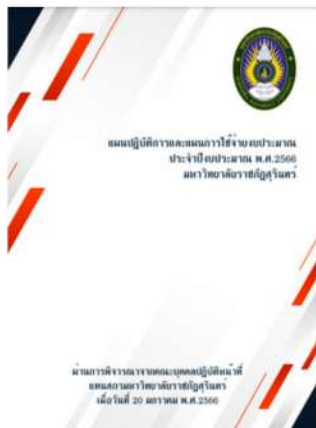 แผนปฏิบัติการและแผนการใช้จ่ายงบประมาณ
ประจำปีงบประมาณ พ.ศ.2566
มหาวิทยาลัยราชภัฏสุรินทร์
ผ่านการพิจารณาจากคณะบุคคลปฏิบัติหน้าที่
แทนสภามหาวิทยาลัยราชภัฏสุรินทร์
เมื่อวันที่ 20 มกราคม พ.ศ.2566